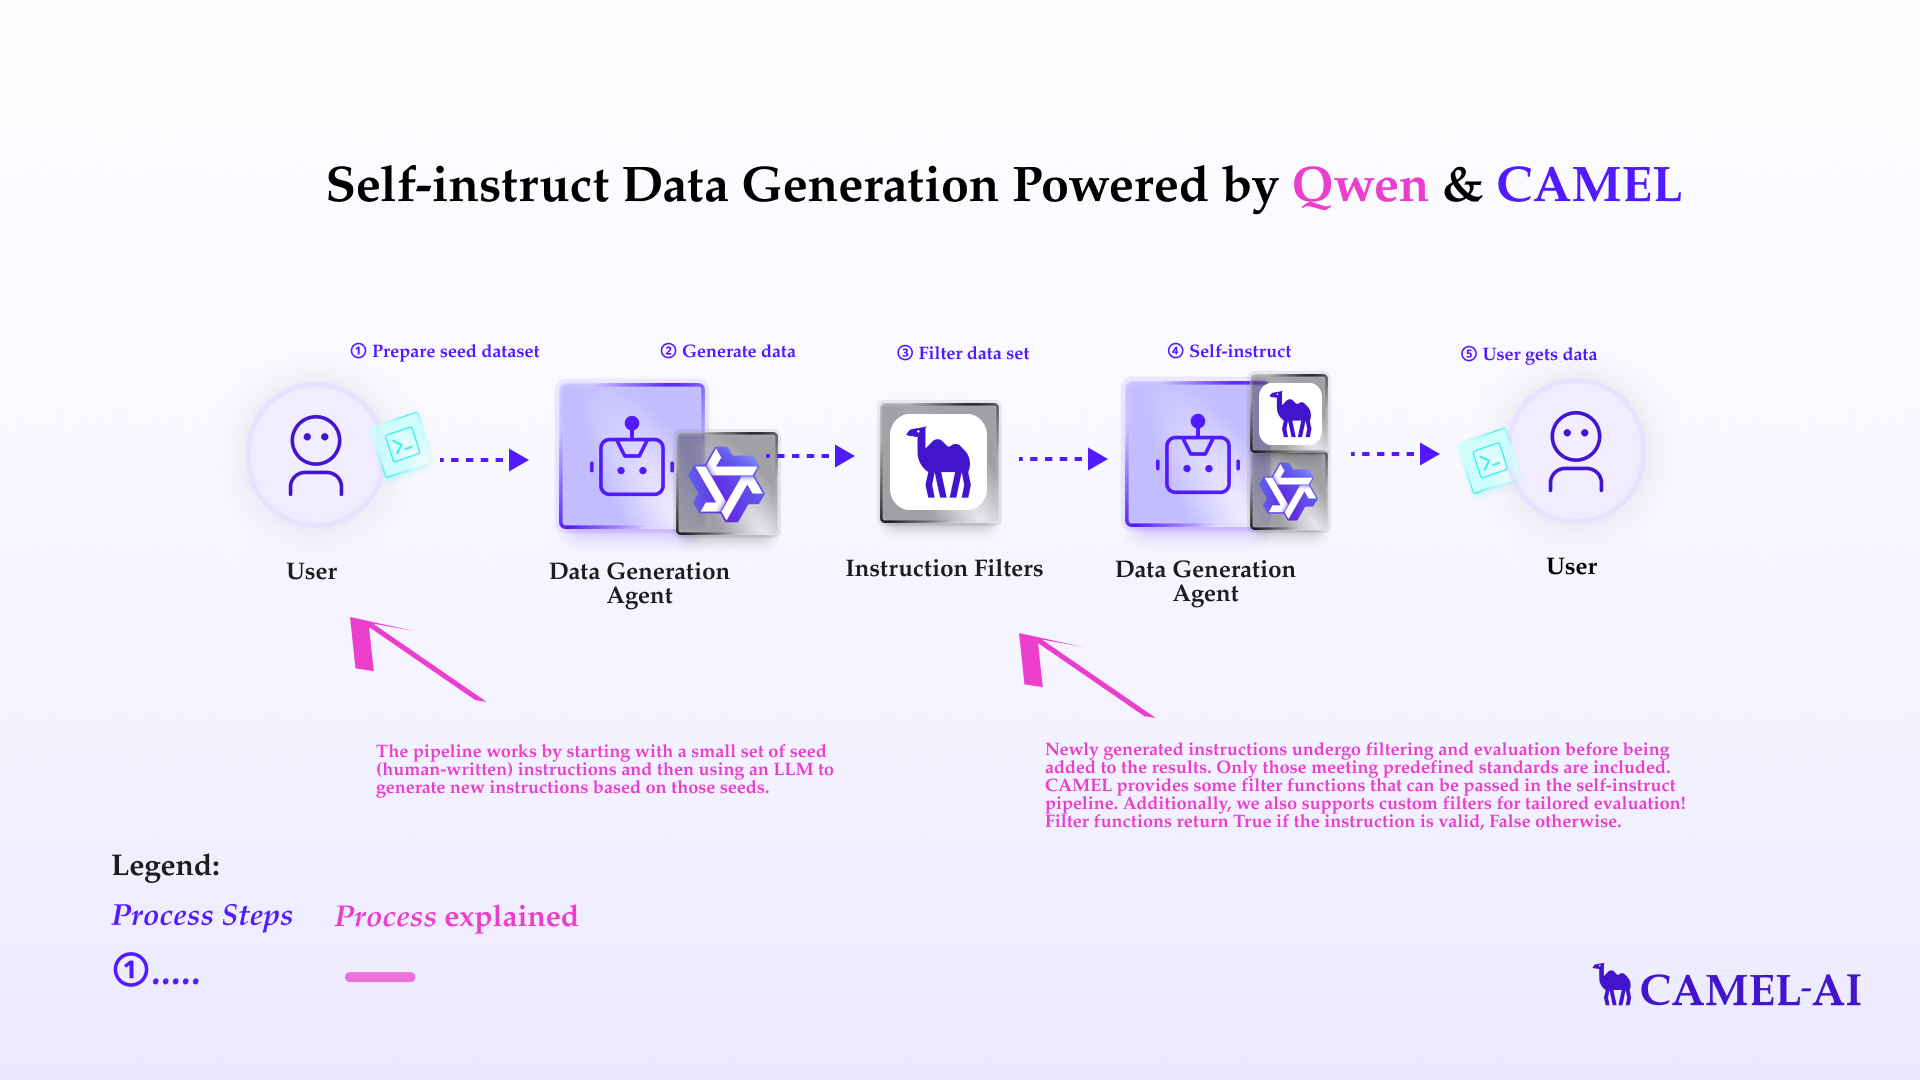 Self-instruct Data Generation Powered by Qwen & CAMEL
① Prepare seed dataset
② Generate data
③ Filter data set
④ Self-instruct
⑤ User gets data
User
Data Generation
Agent
Instruction Filters
Data Generation
Agent
User
The pipeline works by starting with a small set of seed
(human-written) instructions and then using an LLM to
generate new instructions based on those seeds.
Newly generated instructions undergo filtering and evaluation before being
added to the results. Only those meeting predefined standards are included.
CAMEL provides some filter functions that can be passed in the self-instruct
pipeline. Additionally, we also supports custom filters for tailored evaluation!
Filter functions return True if the instruction is valid, False otherwise.
Legend:
Process Steps
Process explained
①.....
CAMEL-AI